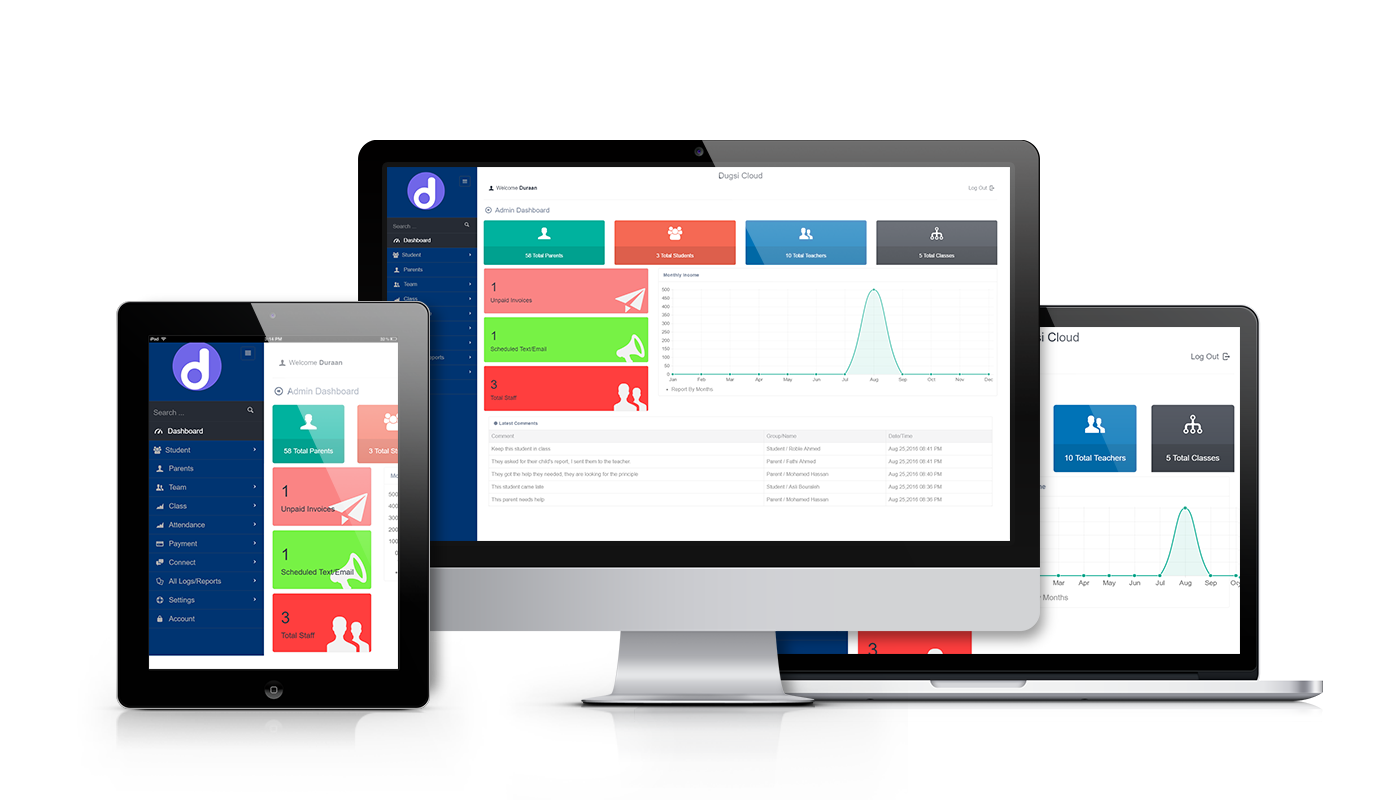 Dugsi Cloud
Welcome Duraan
Log Out
Admin Dashboard
Search ...
Dashboard
Student
Parents
Team
Class
58 Total Parents
3 Total Students
10 Total Teachers
5 Total Classes
1
Unpaid Invoices
1
Scheduled Text/Email
3
Total Staff
Monthly Income
500
450
400
350
300
250
200
150
100
50
0
Jan Feb Mar Apr May Jun Jul Aug Sep Oct Nov Dec
Report By Months
Latest Comments
Comment Group/Name Date/Time
Keep this student in class Student / Roble Ahmed Aug 25,2016 08:41 PM
They asked for their child's report, I sent them to the teacher. Parent / Fathi Ahmed Aug 25,2016 08:41 PM
They got the help they needed, they are looking for the principle Parent / Mohamed Hassan Aug 25,2016 08:40 PM
This student came late Student / Asli Bouraleh Aug 25,2016 08:36 PM
This parent needs help Parent / Mohamed Hassan Aug 25,2016 08:36 PM
eports
iPad
:14 PM
Welcome Duraan
Admin Dashboard
Search ...
Dashboard
Student
Parents
Team
Class
Attendance
Payment
Connect
All Logs/Reports
Settings
Account
58 Total Parents
3 Total St
1
Unpaid Invoices
1
Scheduled Text/Email
3
Total Staff
Mo
500
400
300
200
100
0
si Cloud
Log Out
10 Total Teachers
5 Total Classes
me
Mar Apr May Jun Jul Aug Sep Oc
y Months
3